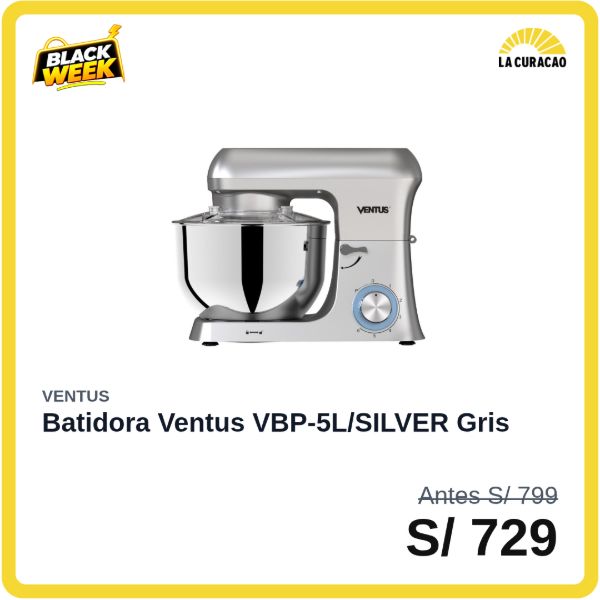 BLACK
WEEK
LA CURACAO
VENTUS
VENTUS
Batidora Ventus VBP-5L/SILVER Gris
Antes S/ 799
S/ 729